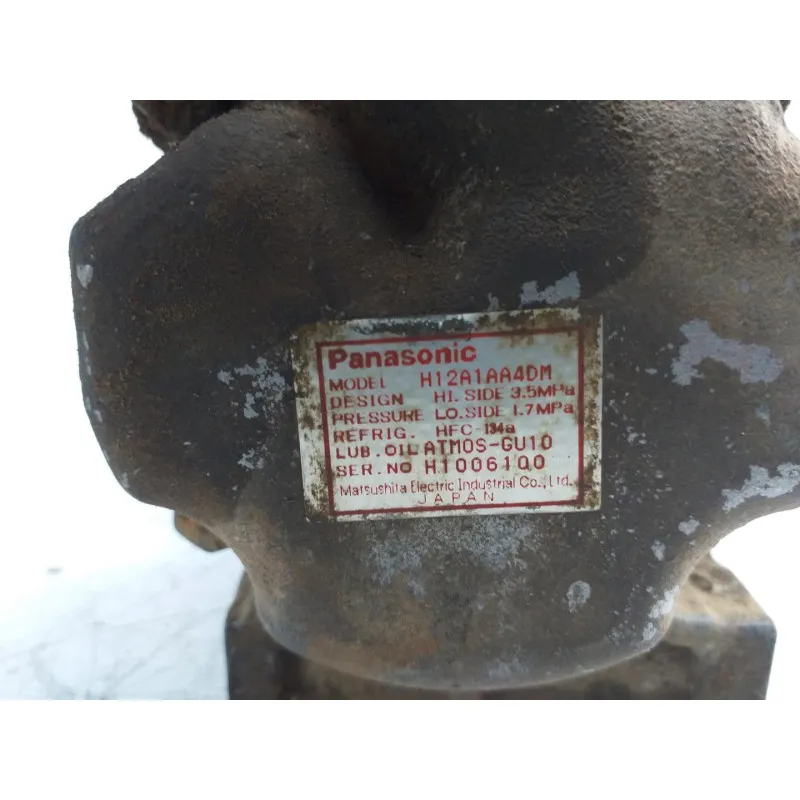 Panasonic
MODEL H12A1AA4DM
DESIGN HI. SIDE 3.5MPa
PRESSURE LO.SIDE 1.7MPa
REFRIG. HFC-134a
LUB.OIL ATMOS-GU10
SER.NO H1006100
Matsushita Electric Industrial Co., Ltd.
JAPAN